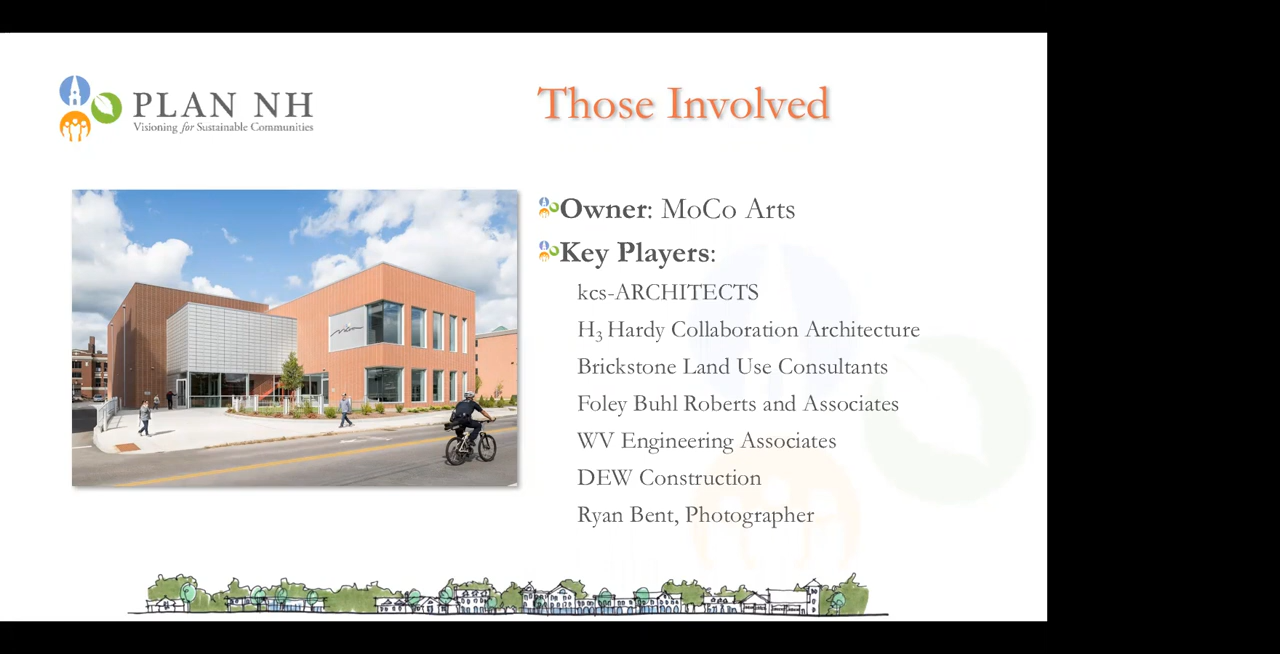 PLAN NH
Visioning for Sustainable Communities
Those Involved
Owner: MoCo Arts
Key Players:
kcs-ARCHITECTS
H3 Hardy Collaboration Architecture
Brickstone Land Use Consultants
Foley Buhl Roberts and Associates
WV Engineering Associates
DEW Construction
Ryan Bent, Photographer